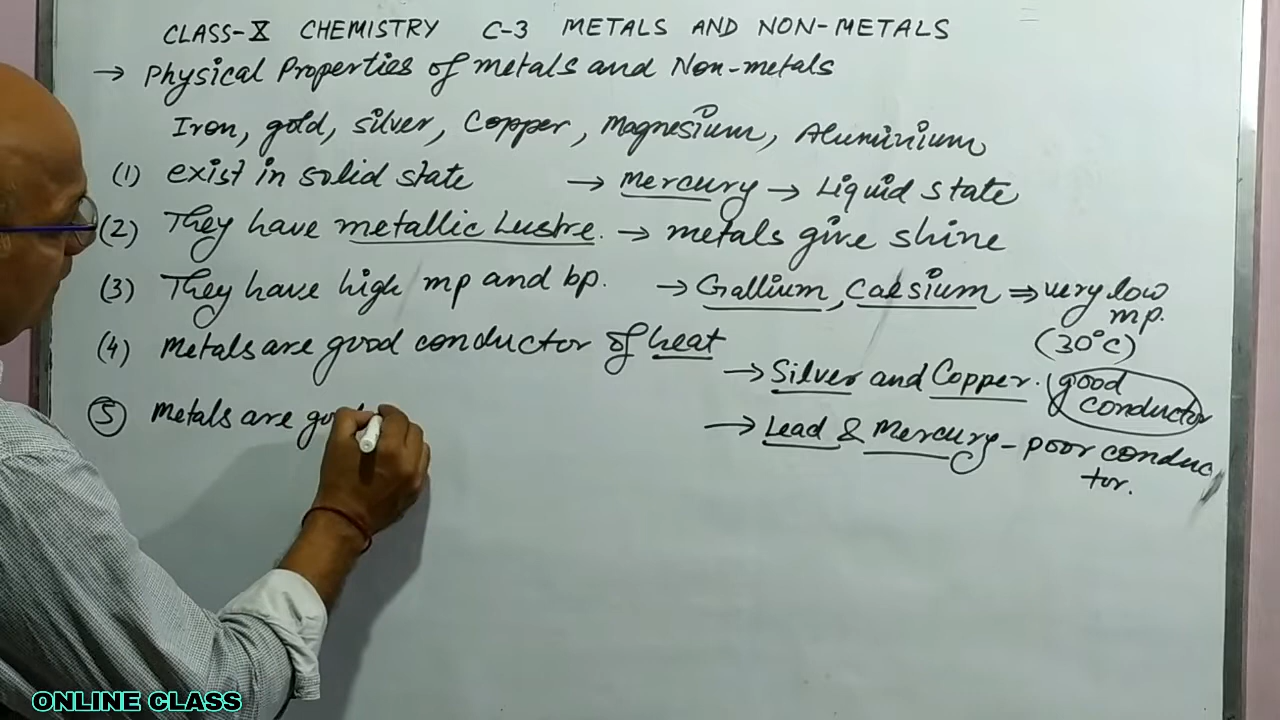 CLASS-X CHEMISTRY C-3 METALS AND NON-METALS
→ Physical Properties of metals and Non-metals
Iron, gold, silver, Copper, Magnesium, Aluminium
(1) exist in solid state → Mercury → Liquid state
(2) They have metallic Lustre. → metals give shine
(3) They have high mp and bp. → Gallium, Caesium ⇒ very low
mp.
(30°C)
(4) Metals are good conductor of heat
→ Silver and Copper. good
conductor
(5) Metals are good
→ Lead & Mercury - poor conduc
tor.
ONLINE CLASS